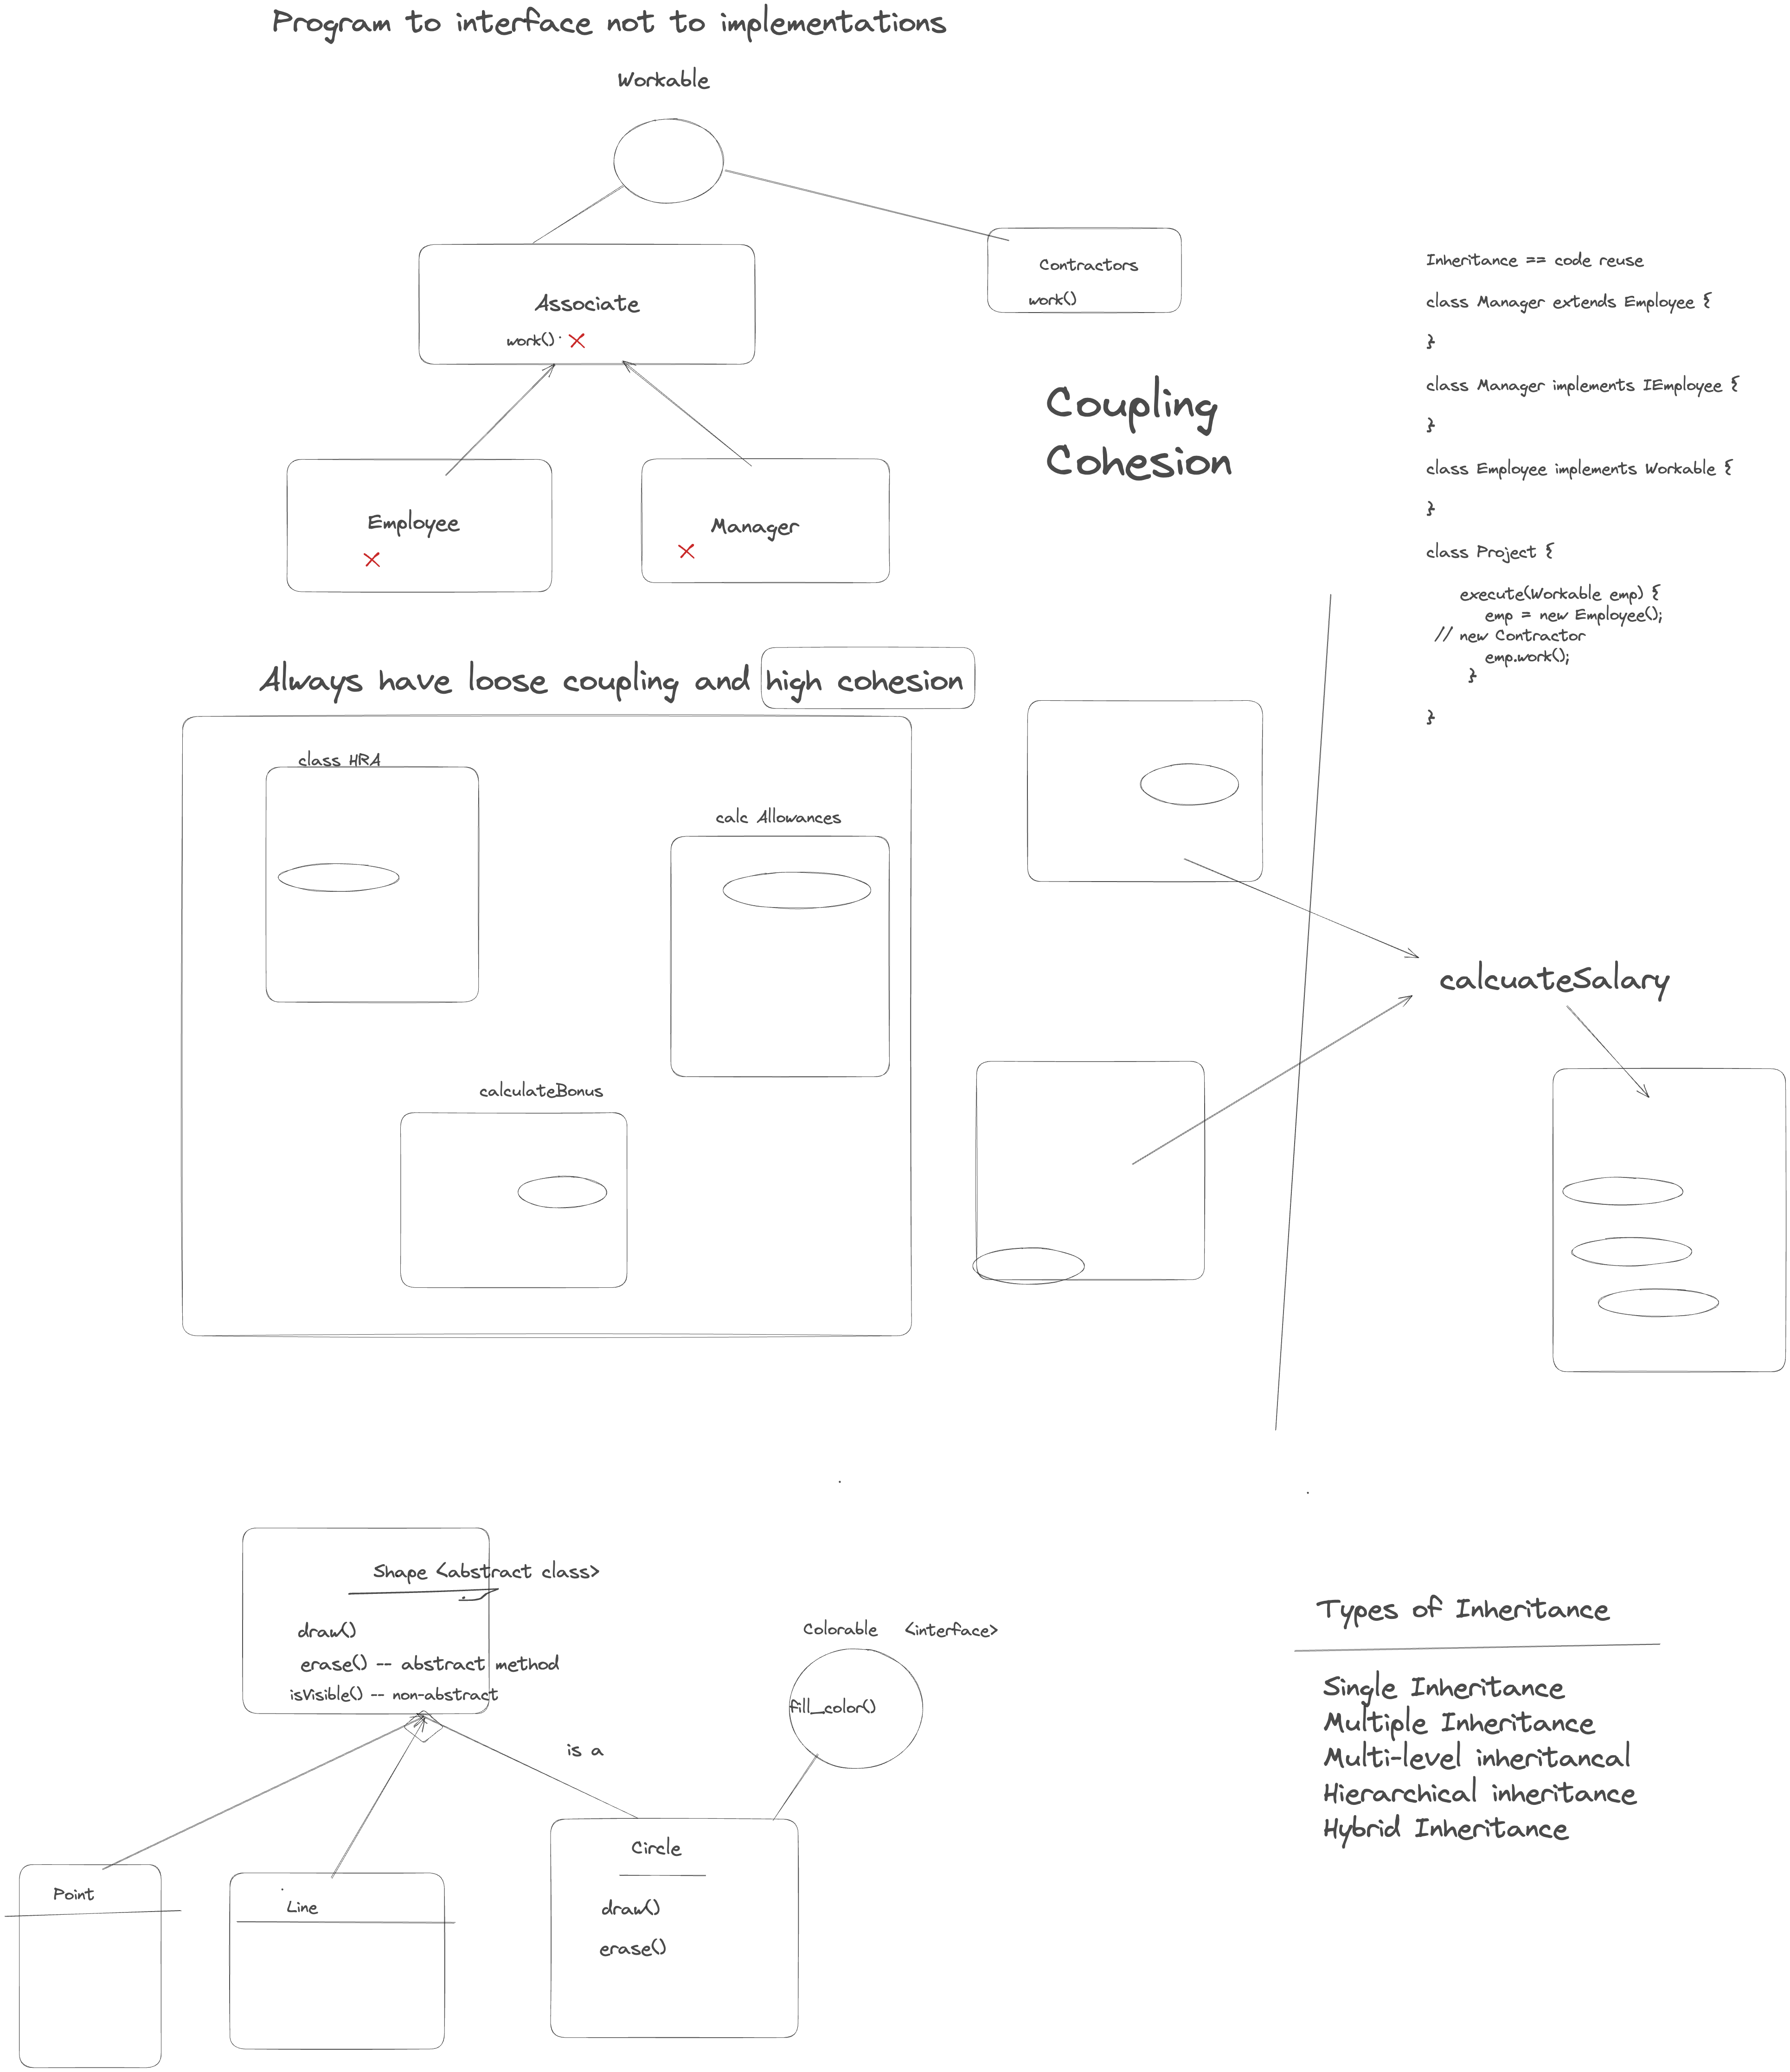 Program to interface not to implementations
Workable
Associate
work()
Contractors
work()
Employee
Manager
Coupling
Cohesion
Inheritance == code reuse
class Manager extends Employee {
}
class Manager implements IEmployee {
}
class Employee implements Workable {
}
class Project {
execute(Workable emp) {
emp = new Employee();
// new Contractor
emp.work();
}
}
Always have loose coupling and high cohesion
class HRA
calc Allowances
calculateBonus
calcuateSalary
Shape <abstract class>
draw()
erase() -- abstract method
isVisible() -- non-abstract
is a
Colorable <interface>
fill_color()
Point
Line
Circle
draw()
erase()
Types of Inheritance
Single Inheritance
Multiple Inheritance
Multi-level inheritancal
Hierarchical inheritance
Hybrid Inheritance